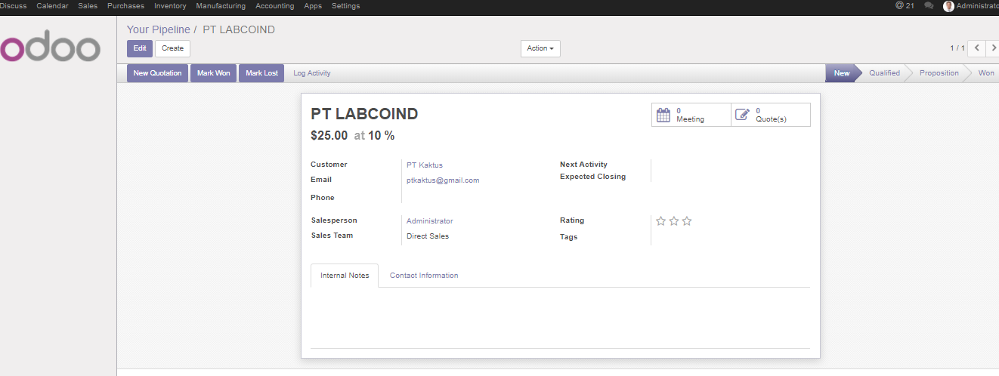 Discuss Calendar Sales Purchases Inventory Manufacturing Accounting Apps Settings @ 21 Administrato
odoo
Your Pipeline / PT LABCOIND
Edit Create Action 1 / 1
New Quotation Mark Won Mark Lost Log Activity New Qualified Proposition Won
PT LABCOIND
0 Meeting
0 Quote(s)
$25.00 at 10 %
Customer PT Kaktus
Email ptkaktus@gmail.com
Phone
Next Activity
Expected Closing
Salesperson Administrator
Sales Team Direct Sales
Rating
Tags
Internal Notes Contact Information